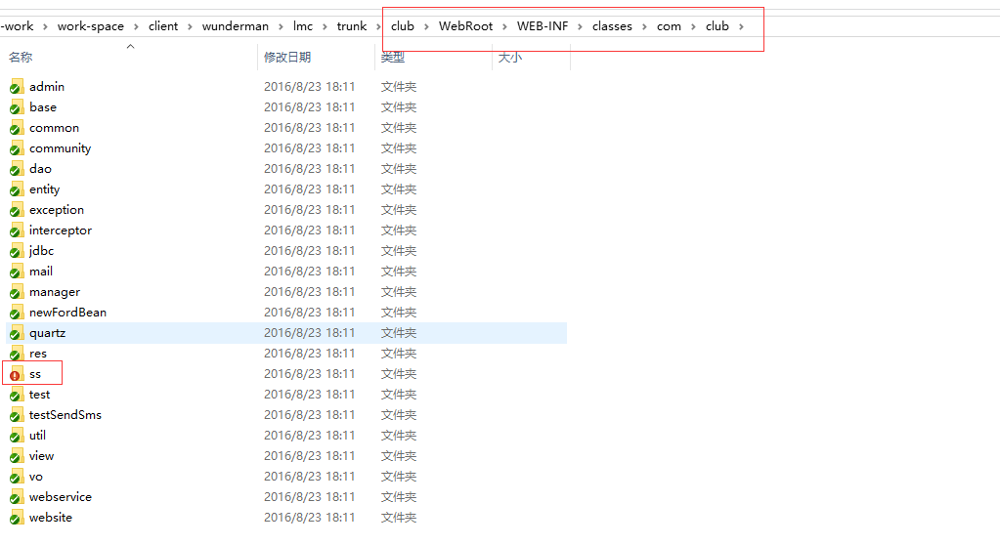 -work > work-space > client > wunderman > lmc > trunk > club > WebRoot > WEB-INF > classes > com > club >
名称 修改日期 类型 大小
admin 2016/8/23 18:11 文件夹
base 2016/8/23 18:11 文件夹
common 2016/8/23 18:11 文件夹
community 2016/8/23 18:11 文件夹
dao 2016/8/23 18:11 文件夹
entity 2016/8/23 18:11 文件夹
exception 2016/8/23 18:11 文件夹
interceptor 2016/8/23 18:11 文件夹
jdbc 2016/8/23 18:11 文件夹
mail 2016/8/23 18:11 文件夹
manager 2016/8/23 18:11 文件夹
newFordBean 2016/8/23 18:11 文件夹
quartz 2016/8/23 18:11 文件夹
res 2016/8/23 18:11 文件夹
ss 2016/8/23 18:11 文件夹
test 2016/8/23 18:11 文件夹
testSendSms 2016/8/23 18:11 文件夹
util 2016/8/23 18:11 文件夹
view 2016/8/23 18:11 文件夹
vo 2016/8/23 18:11 文件夹
webservice 2016/8/23 18:11 文件夹
website 2016/8/23 18:11 文件夹